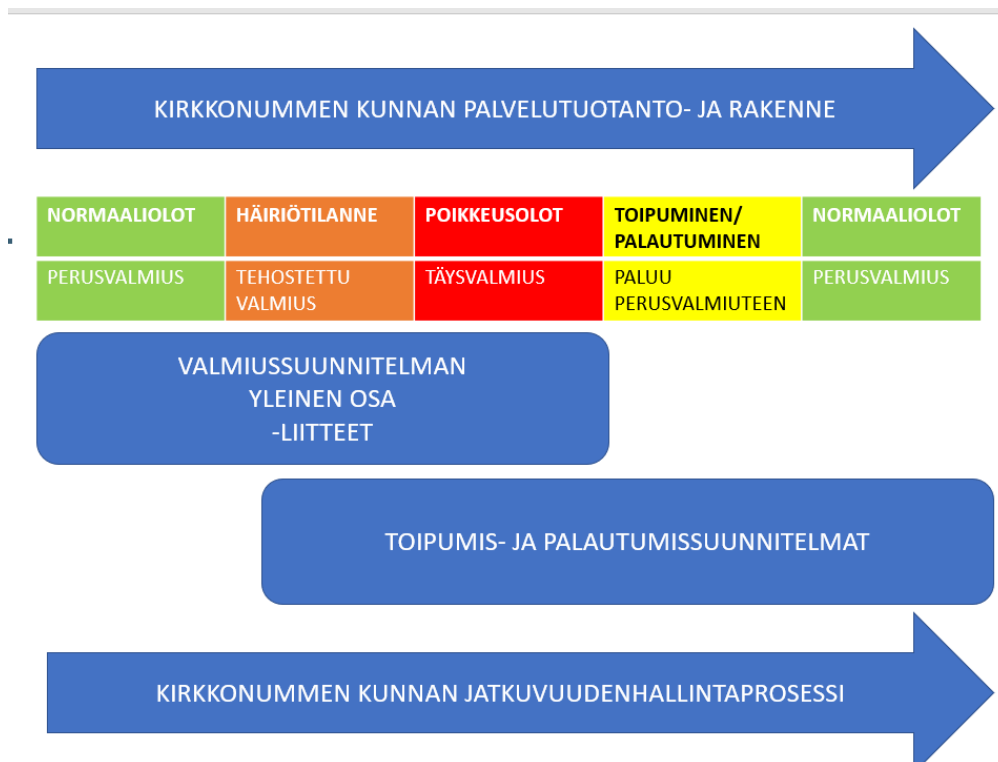 KIRKKONUMMEN KUNNAN PALVELUTUOTANTO- JA RAKENNE
NORMAALIOLOT HÄIRIÖTILANNE POIKKEUSOLOT TOIPUMINEN/ NORMAALIOLOT
PALAUTUMINEN
PERUSVALMIUS TEHOSTETTU TÄYSVALMIUS PALUU PERUSVALMIUS
VALMIUS PERUSVALMIUTEEN
VALMIUSSUUNNITELMAN
YLEINEN OSA
-LIITTEET
TOIPUMIS- JA PALAUTUMISSUUNNITELMAT
KIRKKONUMMEN KUNNAN JATKUVUUDENHALLINTAPROSESSI